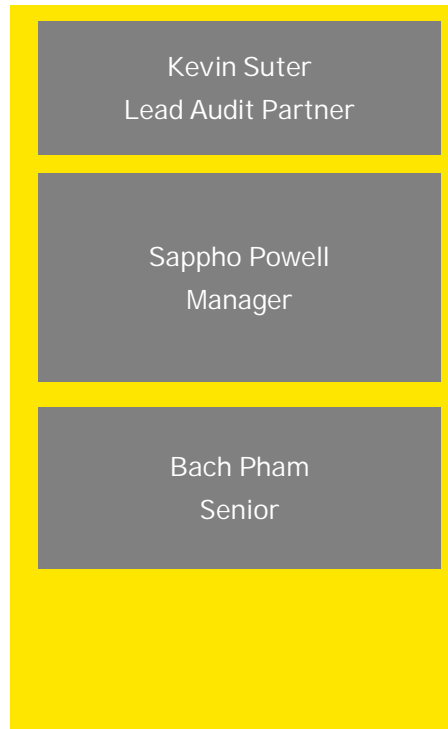 Kevin Suter
Lead Audit Partner
Sappho Powell
Manager
Bach Pham
Senior